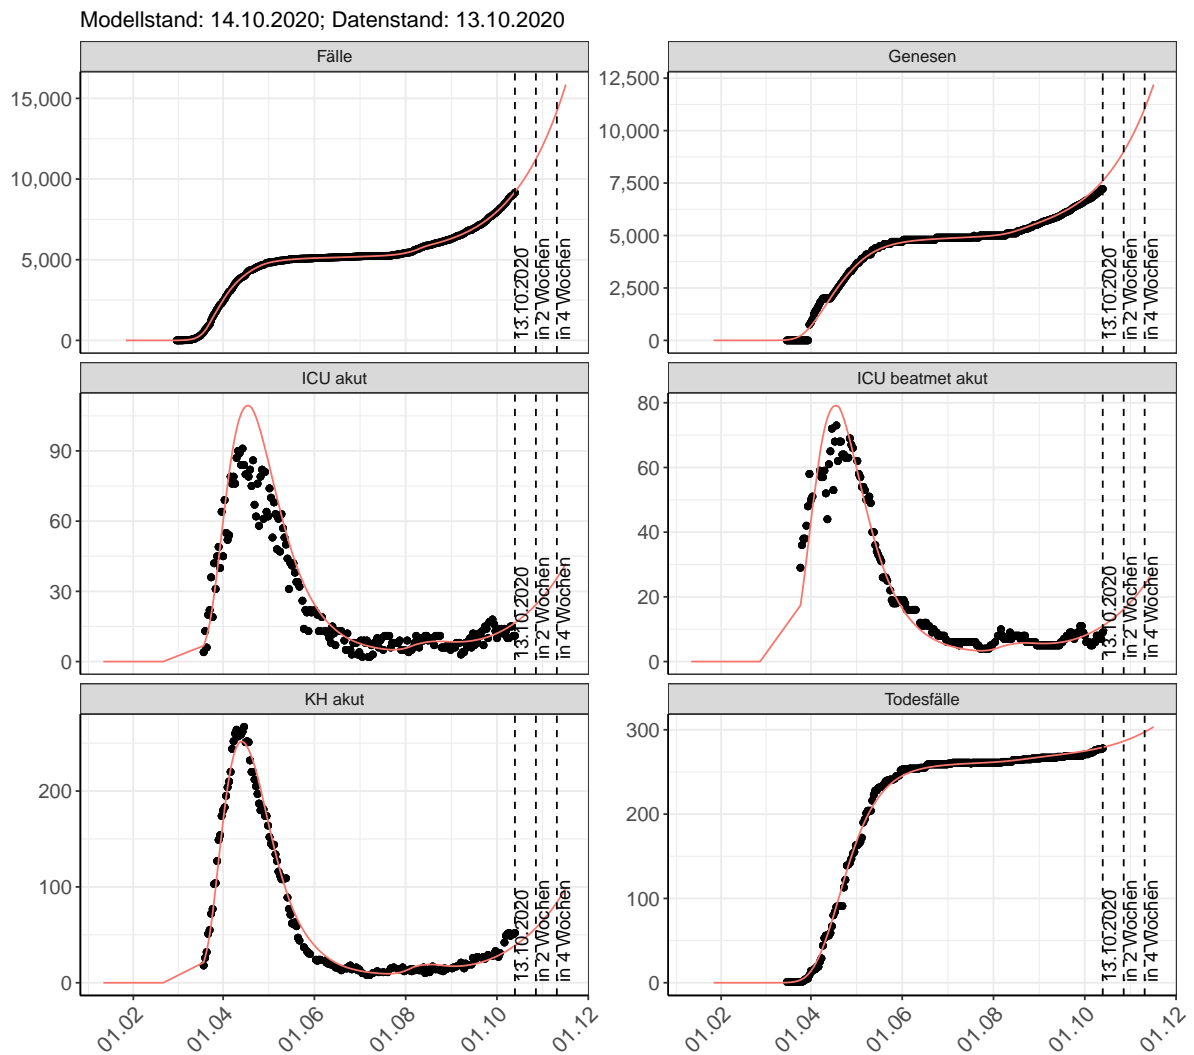 Modellstand: 14.10.2020; Datenstand: 13.10.2020
Fälle
Genesen
15,000
10,000
5,000
0
13.10.2020
in 2 Wochen
in 4 Wochen
12,500
10,000
7,500
5,000
2,500
0
13.10.2020
in 2 Wochen
in 4 Wochen
ICU akut
ICU beatmet akut
90
60
30
0
13.10.2020
in 2 Wochen
in 4 Wochen
80
60
40
20
0
13.10.2020
in 2 Wochen
in 4 Wochen
KH akut
Todesfälle
200
100
0
13.10.2020
in 2 Wochen
in 4 Wochen
300
200
100
0
13.10.2020
in 2 Wochen
in 4 Wochen
01.02 01.04 01.06 01.08 01.10 01.12
01.02 01.04 01.06 01.08 01.10 01.12